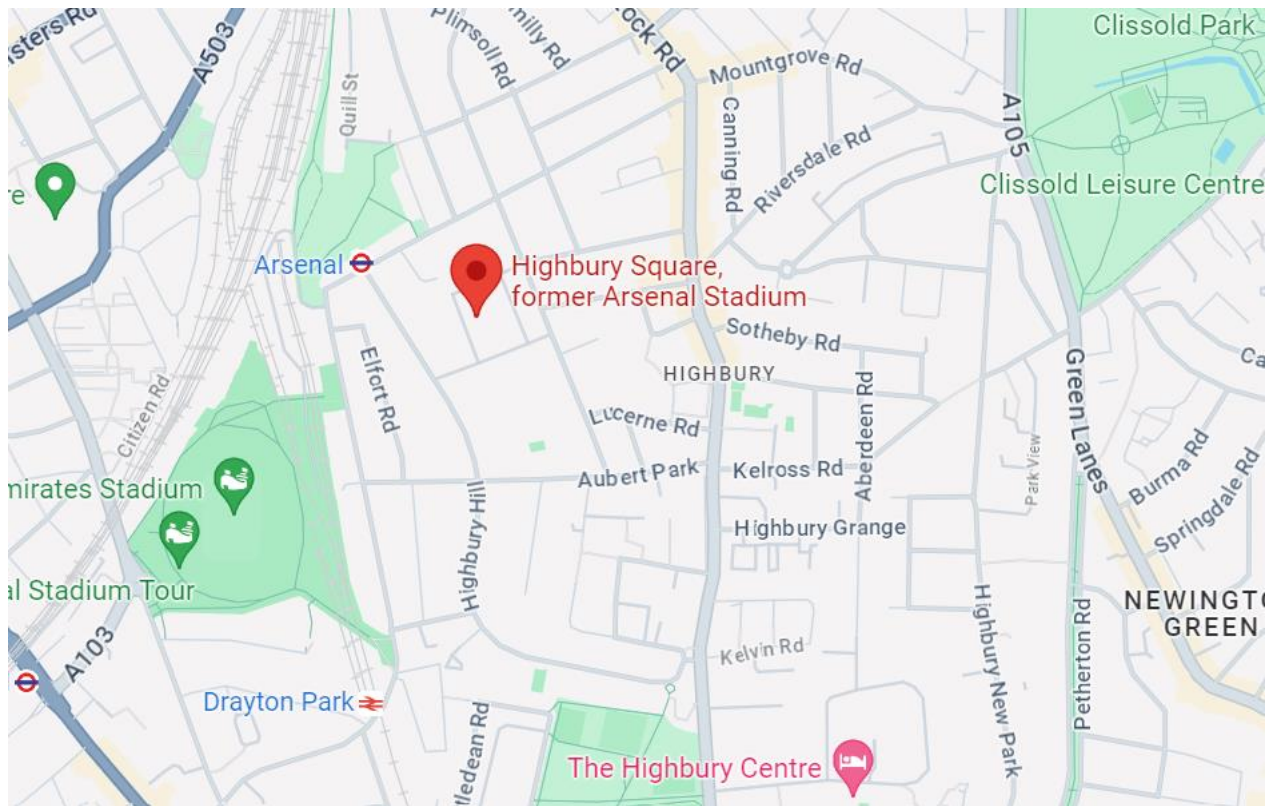 Clissold Park
sters Rd
A503
Plimsoll Rd
milly Rd
ock Rd
Mountgrove Rd
Quill St
Canning Rd
A105
Riversdale Rd
Clissold Leisure Centre
re
Arsenal
Highbury Square,
former Arsenal Stadium
Sotheby Rd
HIGHBURY
Elfort Rd
Citizen Rd
Lucerne Rd
Aberdeen Rd
Green Lanes
Ca
Aubert Park
Kelross Rd
Park View
Burma Rd
Springdale Rd
mirates Stadium
Highbury Hill
Highbury Grange
al Stadium Tour
Highbury New Park
Petherton Rd
NEWINGTO
GREEN
A103
Kelvin Rd
Drayton Park
tledean Rd
The Highbury Centre